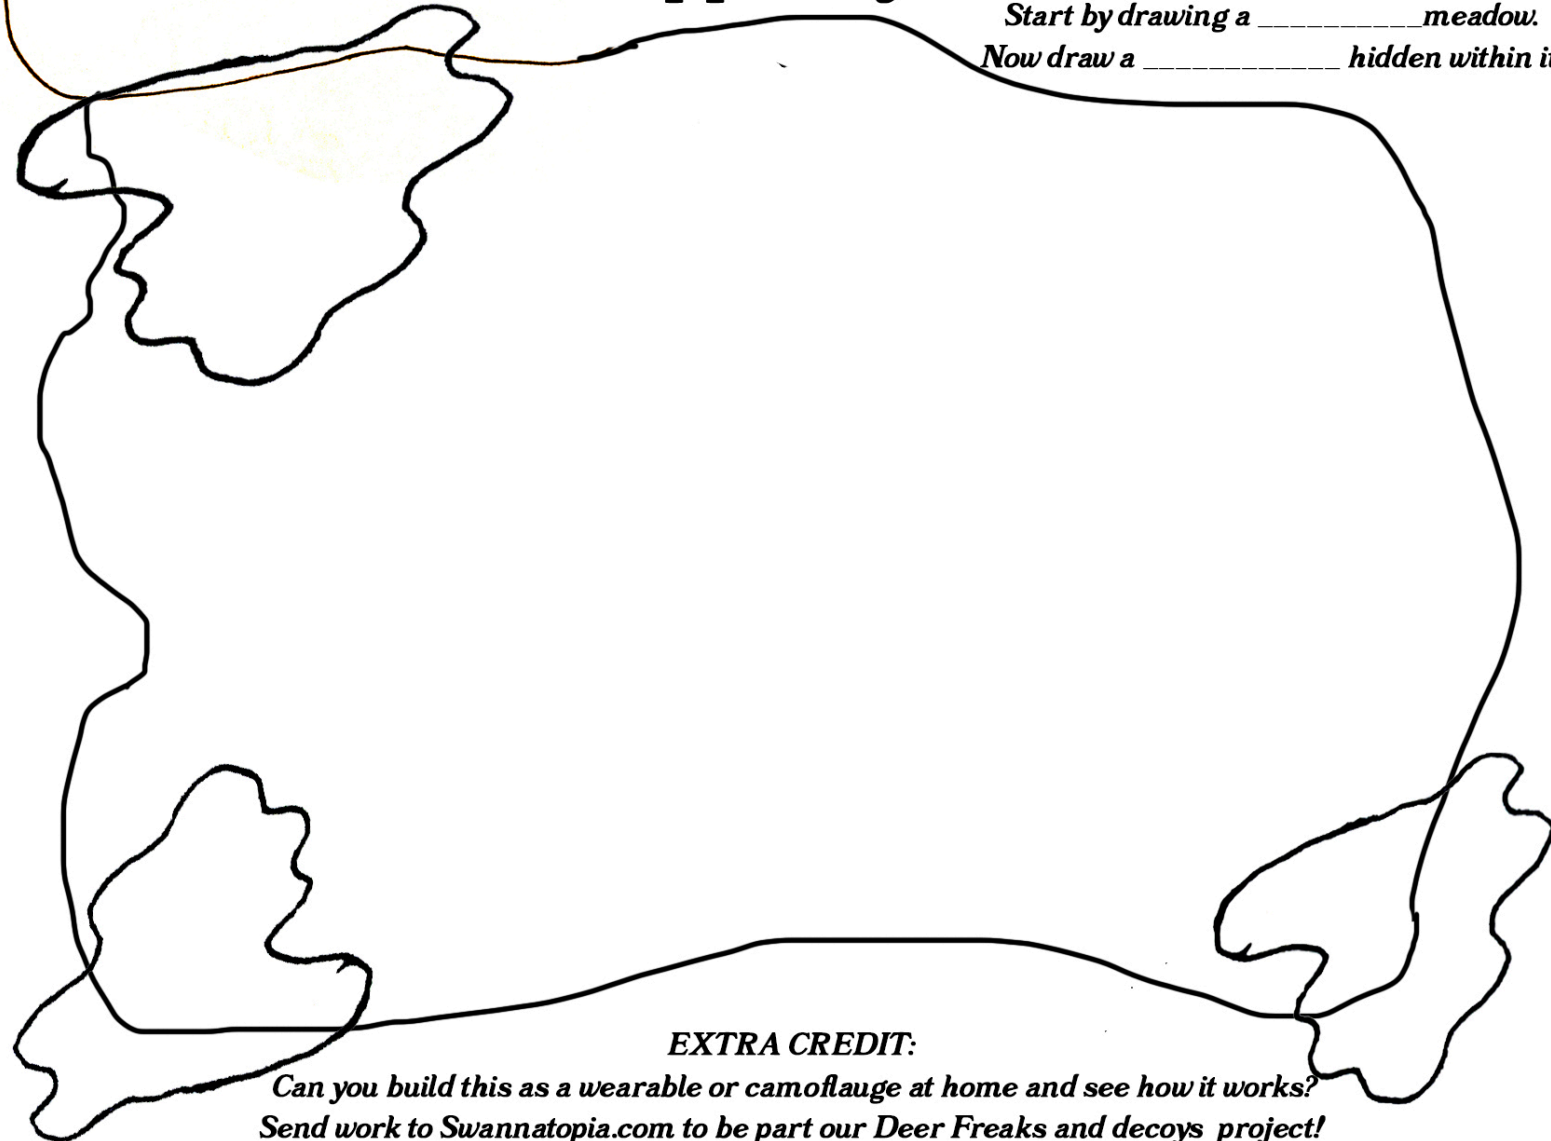 Start by drawing a __________meadow.
Now draw a ____________ hidden within it
EXTRA CREDIT:
Can you build this as a wearable or camoflauge at home and see how it works?
Send work to Swannatopia.com to be part our Deer Freaks and decoys project!